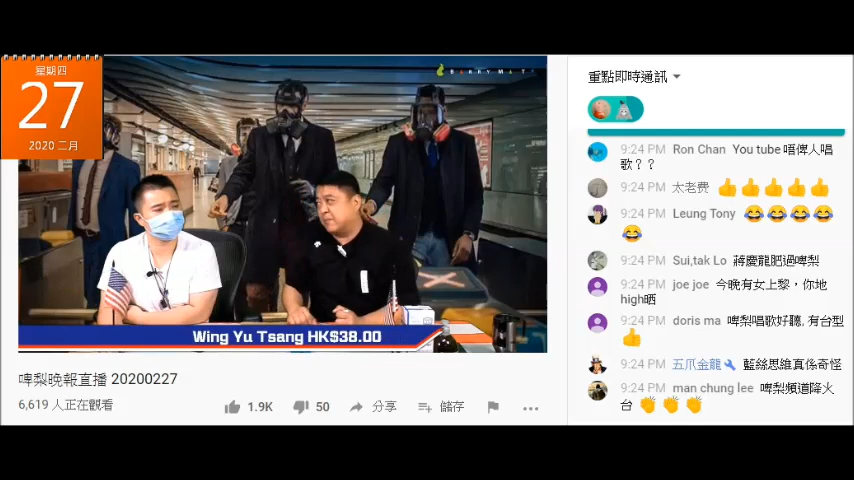 星期四
27
2020 二月
BARRYMATA
Wing Yu Tsang HK$38.00
啤梨晚報直播 20200227
6,619 人正在觀看
1.9K
50
分享
儲存
重點即時通訊
9:24 PM Ron Chan You tube 唔俾人唱
歌？？
9:24 PM 太老費 👍👍👍👍👍
9:24 PM Leung Tony 😂😂😂😂
😂
9:24 PM Sui,tak Lo 蔣慶龍肥過啤梨
9:24 PM joe joe 今晚有女上黎，你地
high晒
9:24 PM doris ma 啤梨唱歌好聽, 有台型
👍
9:24 PM 五爪金龍 藍絲思維真係奇怪
9:24 PM man chung lee 啤梨頻道降火
台 👏👏👏